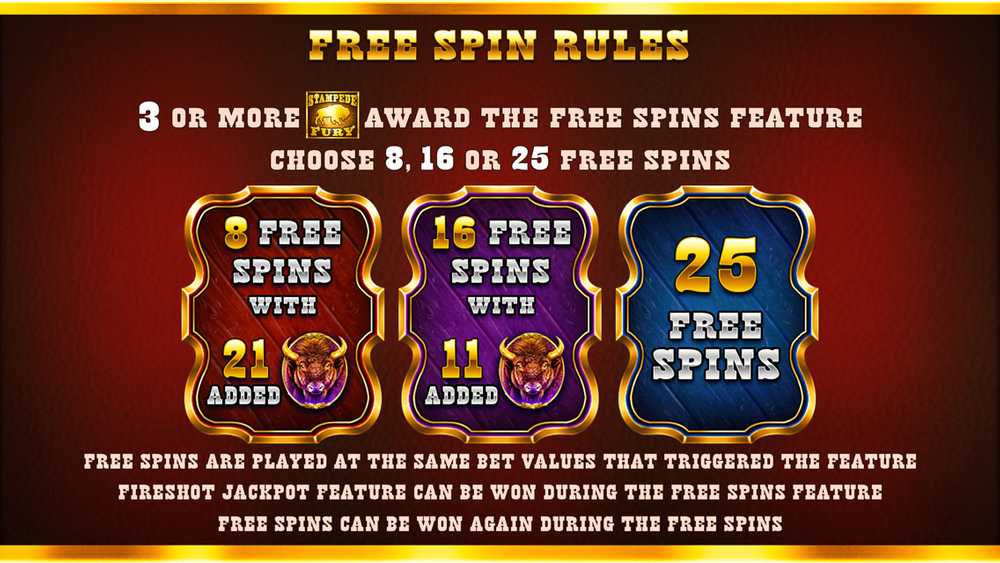 FREE SPIN RULES
3 OR MORE STAMPEDE FURY AWARD THE FREE SPINS FEATURE
CHOOSE 8, 16 OR 25 FREE SPINS
8 FREE
SPINS
WITH
21
ADDED
16 FREE
SPINS
WITH
11
ADDED
25
FREE
SPINS
FREE SPINS ARE PLAYED AT THE SAME BET VALUES THAT TRIGGERED THE FEATURE
FIRESHOT JACKPOT FEATURE CAN BE WON DURING THE FREE SPINS FEATURE
FREE SPINS CAN BE WON AGAIN DURING THE FREE SPINS